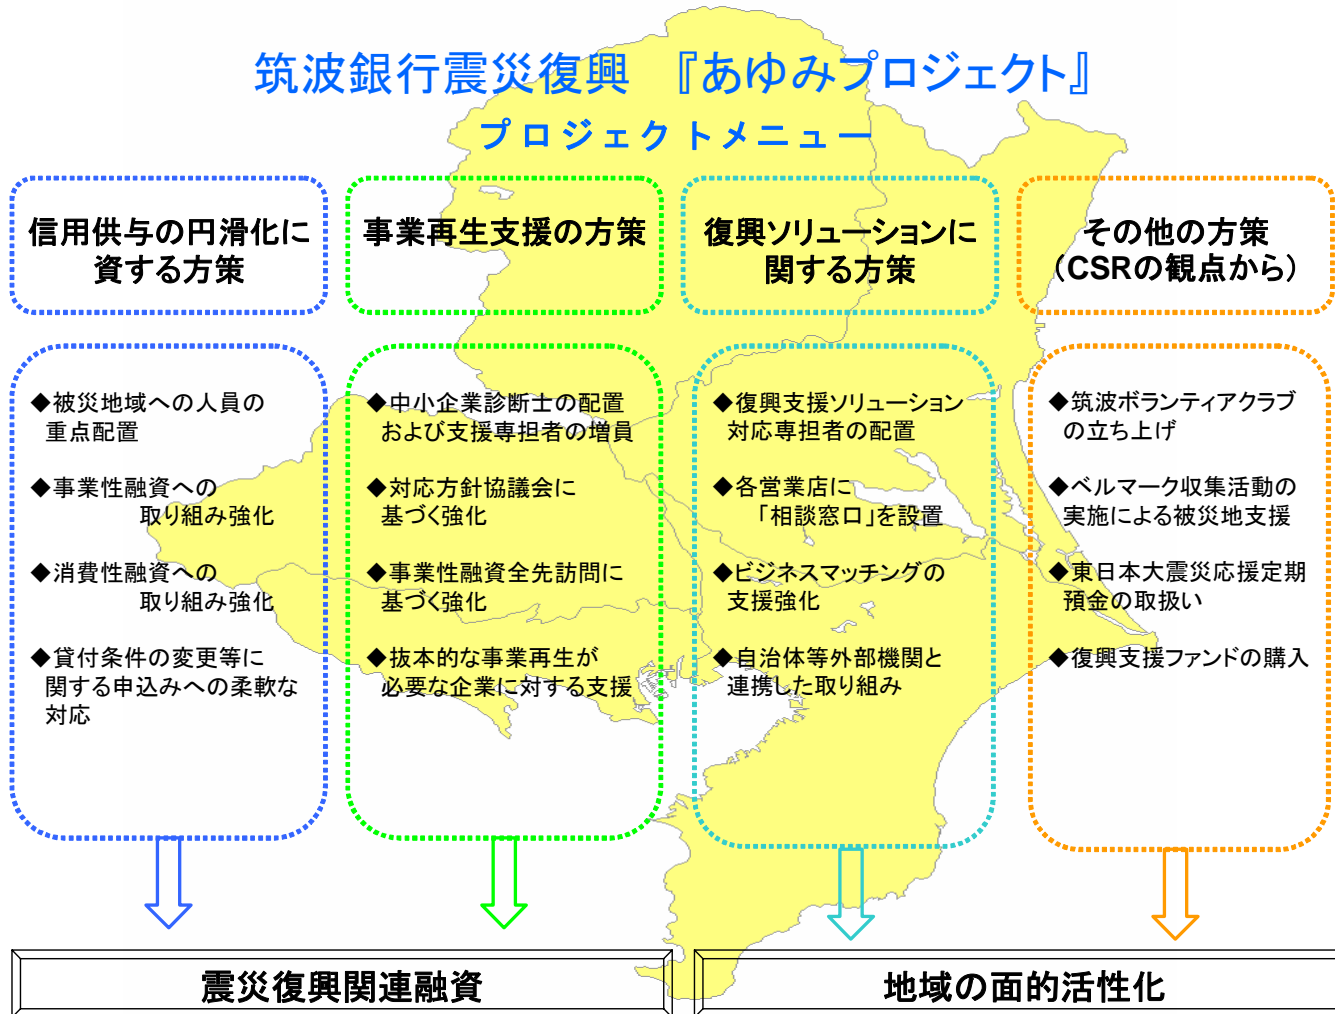 筑波銀行震災復興　『あゆみプロジェクト』
プロジェクトメニュー
信用供与の円滑化に
資する方策
◆被災地域への人員の
重点配置
◆事業性融資への
取り組み強化
◆消費性融資への
取り組み強化
◆貸付条件の変更等に
関する申込みへの柔軟な
対応
事業再生支援の方策
◆中小企業診断士の配置
および支援専担者の増員
◆対応方針協議会に
基づく強化
◆事業性融資全先訪問に
基づく強化
◆抜本的な事業再生が
必要な企業に対する支援
復興ソリューションに
関する方策
◆復興支援ソリューション
対応専担者の配置
◆各営業店に
「相談窓口」を設置
◆ビジネスマッチングの
支援強化
◆自治体等外部機関と
連携した取り組み
その他の方策
（CSRの観点から）
◆筑波ボランティアクラブ
の立ち上げ
◆ベルマーク収集活動の
実施による被災地支援
◆東日本大震災応援定期
預金の取扱い
◆復興支援ファンドの購入
震災復興関連融資
地域の面的活性化